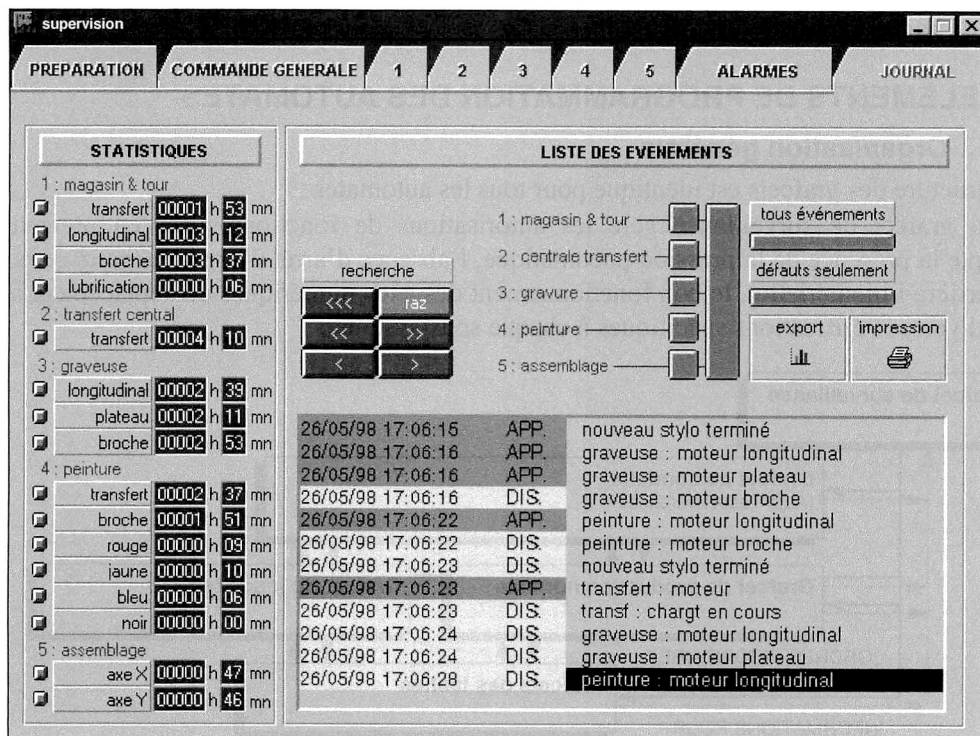 supervision
PREPARATION
COMMANDE GENERALE
1
2
3
4
5
ALARMES
JOURNAL
STATISTIQUES
1 : magasin & tour
transfert 00001 h 53 mn
longitudinal 00003 h 12 mn
broche 00003 h 37 mn
lubrification 00000 h 06 mn
2 : transfert central
transfert 00004 h 10 mn
3 : graveuse
longitudinal 00002 h 39 mn
plateau 00002 h 11 mn
broche 00002 h 53 mn
4 : peinture
transfert 00002 h 37 mn
broche 00001 h 51 mn
rouge 00000 h 09 mn
jaune 00000 h 10 mn
bleu 00000 h 06 mn
noir 00000 h 00 mn
5 : assemblage
axe X 00000 h 47 mn
axe Y 00000 h 46 mn
LISTE DES EVENEMENTS
recherche
<<< raz
<< >>
< >
1 : magasin & tour
2 : centrale transfert
3 : gravure
4 : peinture
5 : assemblage
tous événements
défauts seulement
export
impression
26/05/98 17:06:15 APP. nouveau stylo terminé
26/05/98 17:06:16 APP. graveuse : moteur longitudinal
26/05/98 17:06:16 APP. graveuse : moteur plateau
26/05/98 17:06:16 DIS. graveuse : moteur broche
26/05/98 17:06:22 APP. peinture : moteur longitudinal
26/05/98 17:06:22 DIS. peinture : moteur broche
26/05/98 17:06:23 DIS. nouveau stylo terminé
26/05/98 17:06:23 APP. transfert : moteur
26/05/98 17:06:23 DIS. transf : chargt en cours
26/05/98 17:06:24 DIS. graveuse : moteur longitudinal
26/05/98 17:06:24 DIS. graveuse : moteur plateau
26/05/98 17:06:28 DIS. peinture : moteur longitudinal